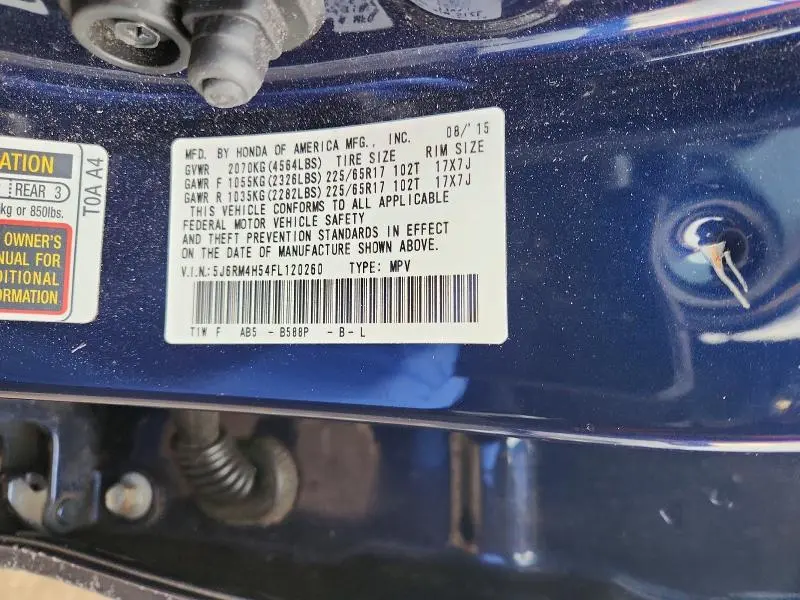 ATION
REAR 3
kg or 850lbs.
OWNER'S
NUAL FOR
DITIONAL
FORMATION
T0A A4
MFD. BY HONDA OF AMERICA MFG., INC. 08/'15
GVWR 2070KG(4564LBS) TIRE SIZE RIM SIZE
GAWR F 1055KG(2326LBS) 225/65R17 102T 17X7J
GAWR R 1035KG(2282LBS) 225/65R17 102T 17X7J
THIS VEHICLE CONFORMS TO ALL APPLICABLE
FEDERAL MOTOR VEHICLE SAFETY
AND THEFT PREVENTION STANDARDS IN EFFECT
ON THE DATE OF MANUFACTURE SHOWN ABOVE.
V.I.N.:5J6RM4H54FL120260 TYPE: MPV
TIW F AB5 - B588P - B - L